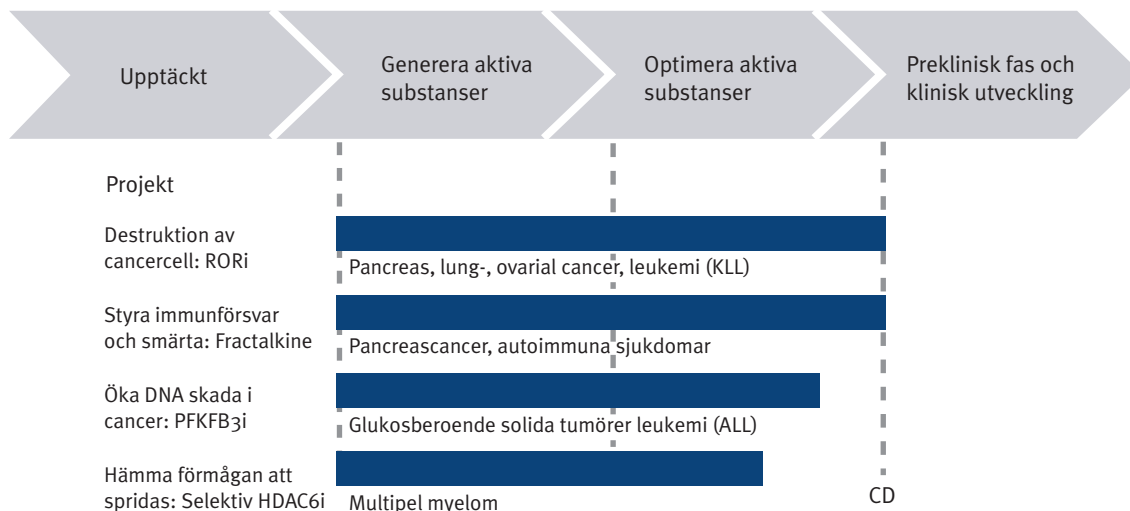 Upptäckt
Generera aktiva
substanser
Optimera aktiva
substanser
Preklinisk fas och
klinisk utveckling
Projekt
Destruktion av
cancercell: RORi
Pancreas, lung-, ovarial cancer, leukemi (KLL)
Styra immunförsvar
och smärta: Fractalkine
Pancreascancer, autoimmuna sjukdomar
Öka DNA skada i
cancer: PFKFB3i
Glukosberoende solida tumörer leukemi (ALL)
Hämma förmågan att
spridas: Selektiv HDAC6i
Multipel myelom
CD